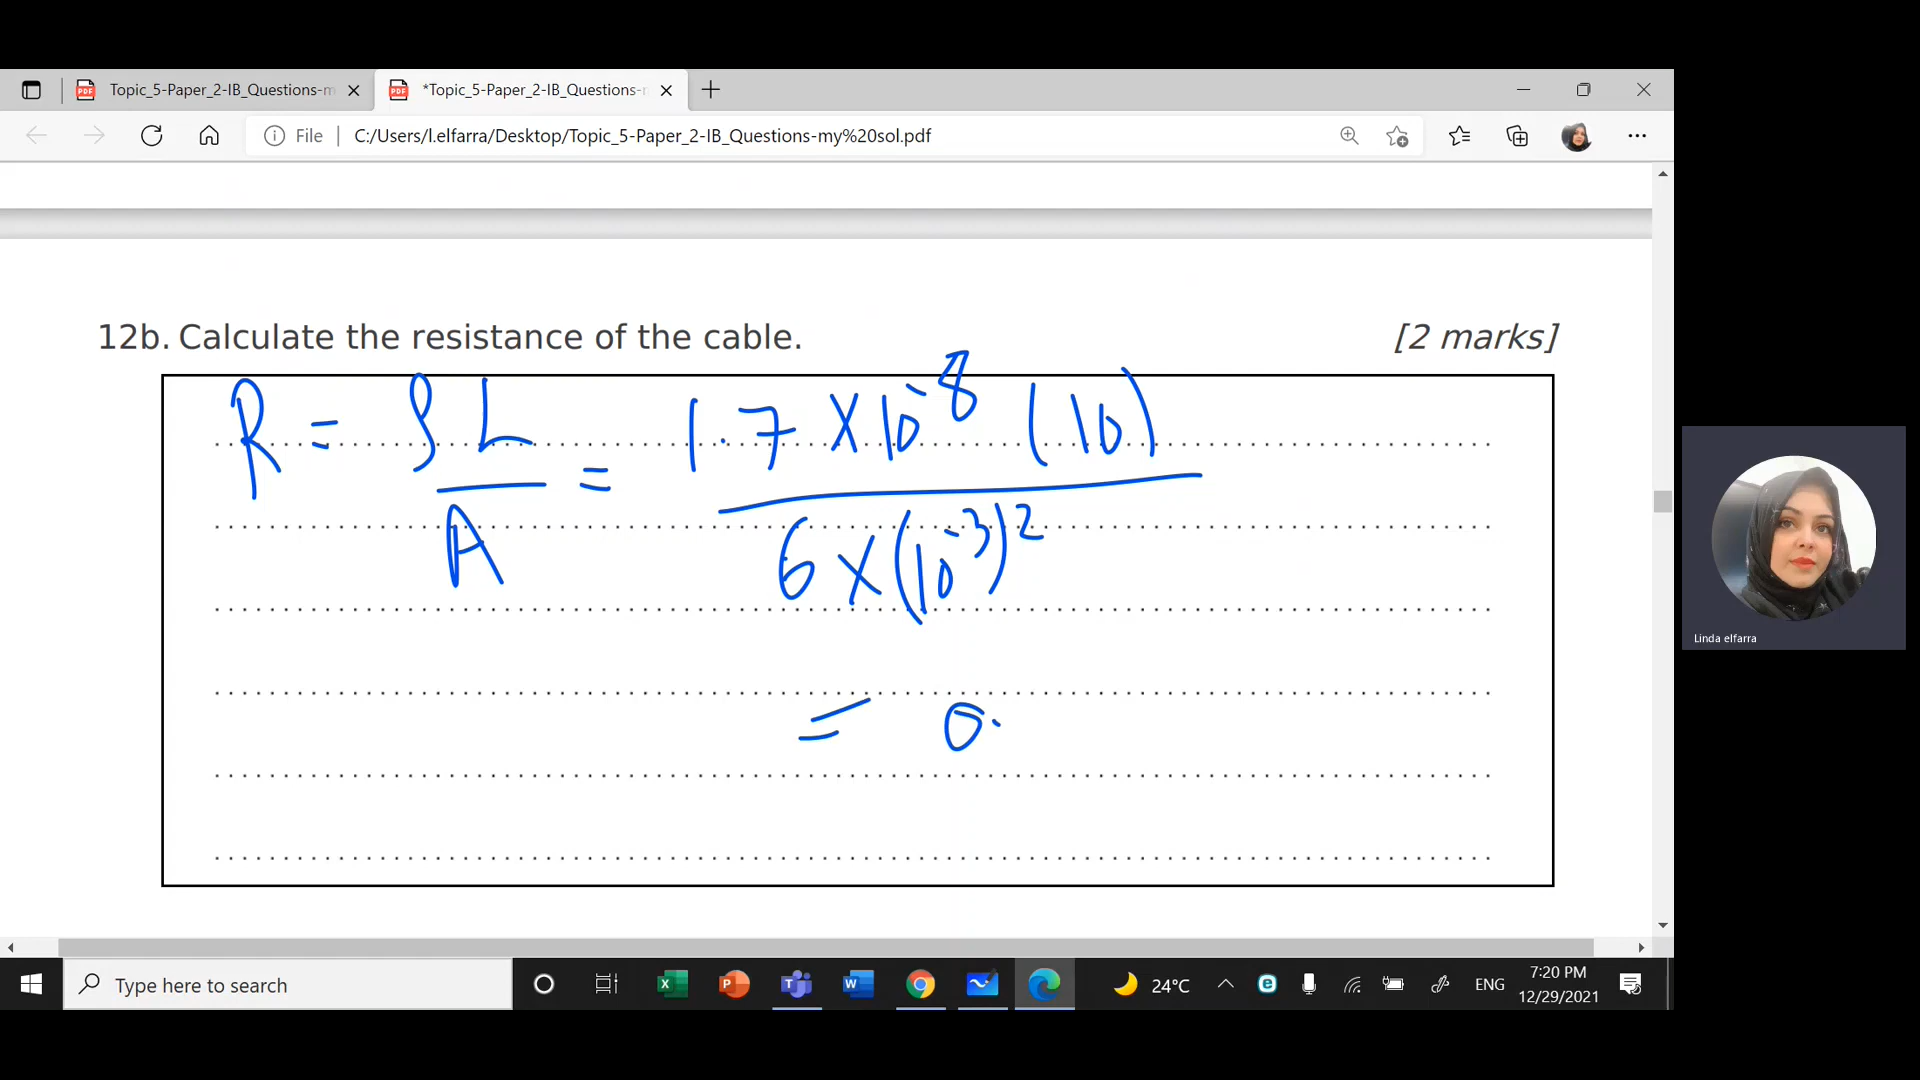 Topic_5-Paper_2-IB_Questions-m
*Topic_5-Paper_2-IB_Questions-
File
C:/Users/l.elfarra/Desktop/Topic_5-Paper_2-IB_Questions-my%20sol.pdf
12b. Calculate the resistance of the cable. [2 marks]
R = ρL/A = 1.7 × 10^-8 (10) / 6 × (10^-3)^2
= 0.
Linda elfarra
Type here to search
24°C
ENG
7:20 PM
12/29/2021